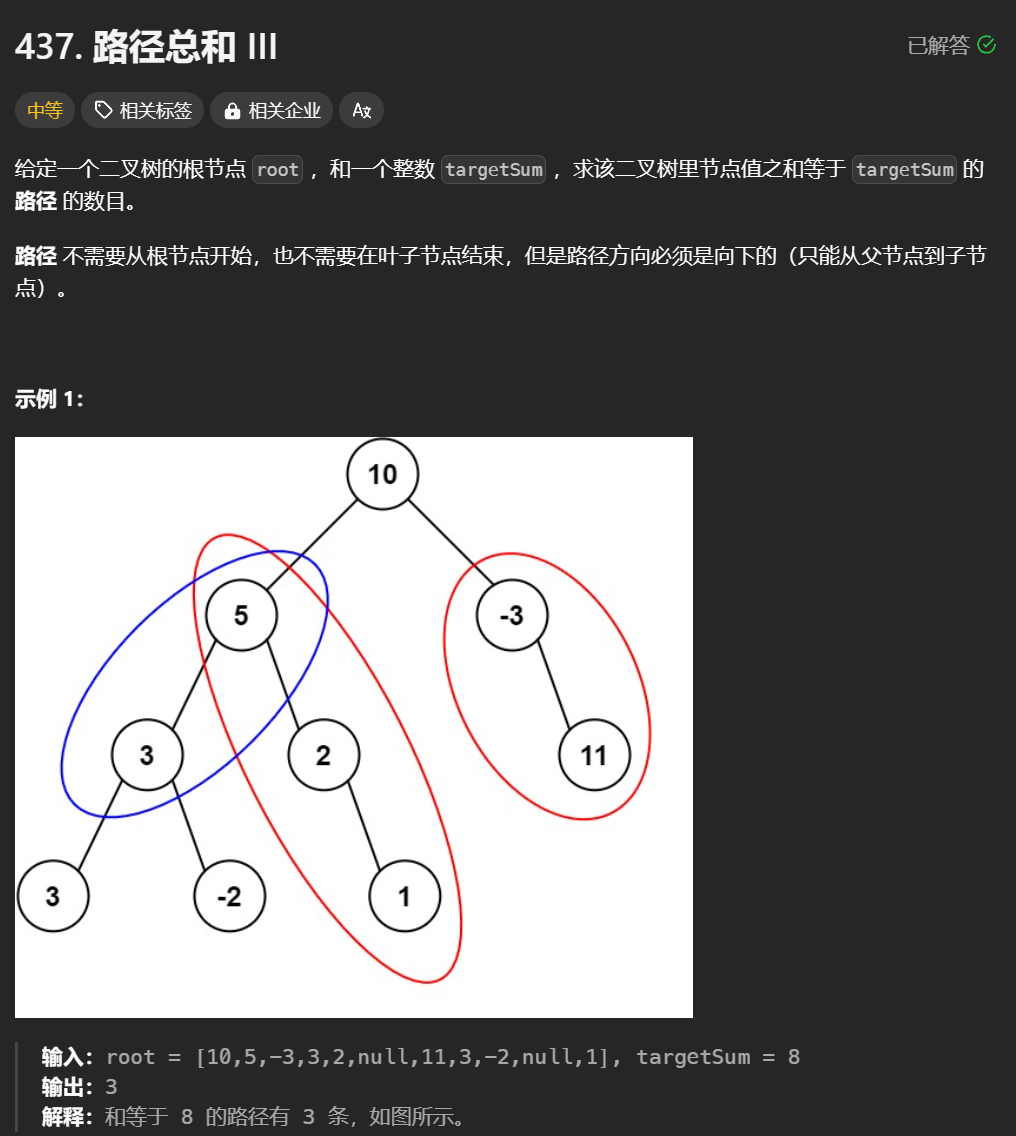 437. 路径总和 III
已解答
中等 相关标签 相关企业
给定一个二叉树的根节点 root ，和一个整数 targetSum ，求该二叉树里节点值之和等于 targetSum 的
路径 的数目。
路径 不需要从根节点开始，也不需要在叶子节点结束，但是路径方向必须是向下的（只能从父节点到子节
点）。
示例 1：
10
5 -3
3 2 11
3 -2 1
输入：root = [10,5,-3,3,2,null,11,3,-2,null,1], targetSum = 8
输出：3
解释：和等于 8 的路径有 3 条，如图所示。